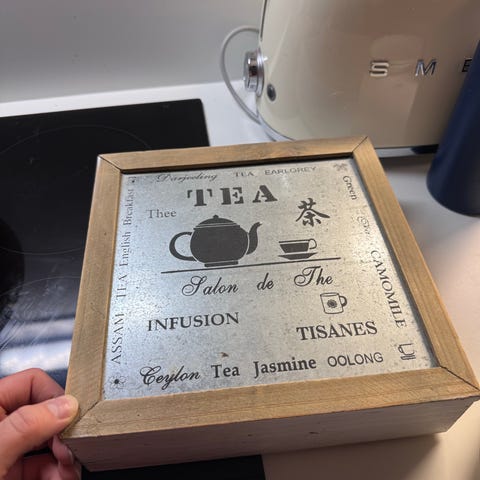 SME
Darjeeling TEA EARLGREY
TEA
Thee
茶
Green Tea
CAMOMILE
ASSAM TEA English Breakfast
Salon de The
INFUSION
TISANES
Ceylon Tea Jasmine OOLONG